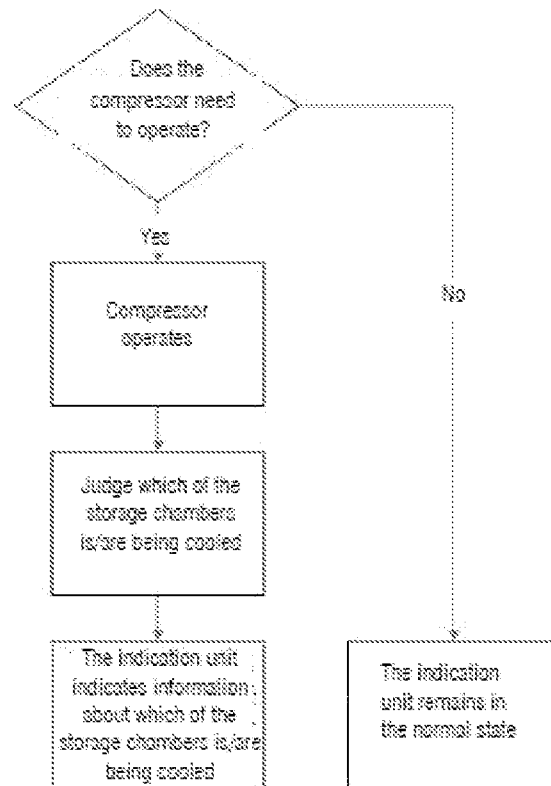 Does the
compressor need
to operate?
Yes
No
Compressor
operates
Judge which of the
storage chambers
is/are being cooled
The indication unit
indicates information
about which of the
storage chambers is/are
being cooled
The indication
unit remains in
the normal state